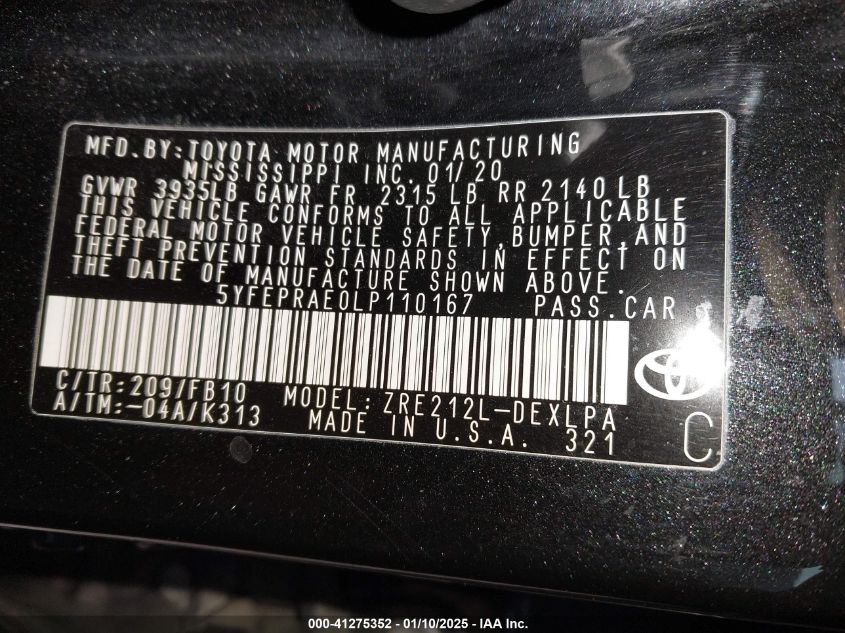 MFD.BY:TOYOTA MOTOR MANUFACTURING
MISSISSIPPI INC. 01/20
GVWR 3935LB GAWR FR 2315 LB RR 2140 LB
THIS VEHICLE CONFORMS TO ALL APPLICABLE
FEDERAL MOTOR VEHICLE SAFETY,BUMPER,AND
THEFT PREVENTION STANDARDS IN EFFECT ON
THE DATE OF MANUFACTURE SHOWN ABOVE.
5YFEPRAE0LP110167 PASS.CAR
C/TR:209/FB10 MODEL:ZRE212L-DEXLPA
A/TM:-04A/K313 MADE IN U.S.A. 321
C
000-41275352 — 01/10/2025 — IAA Inc.